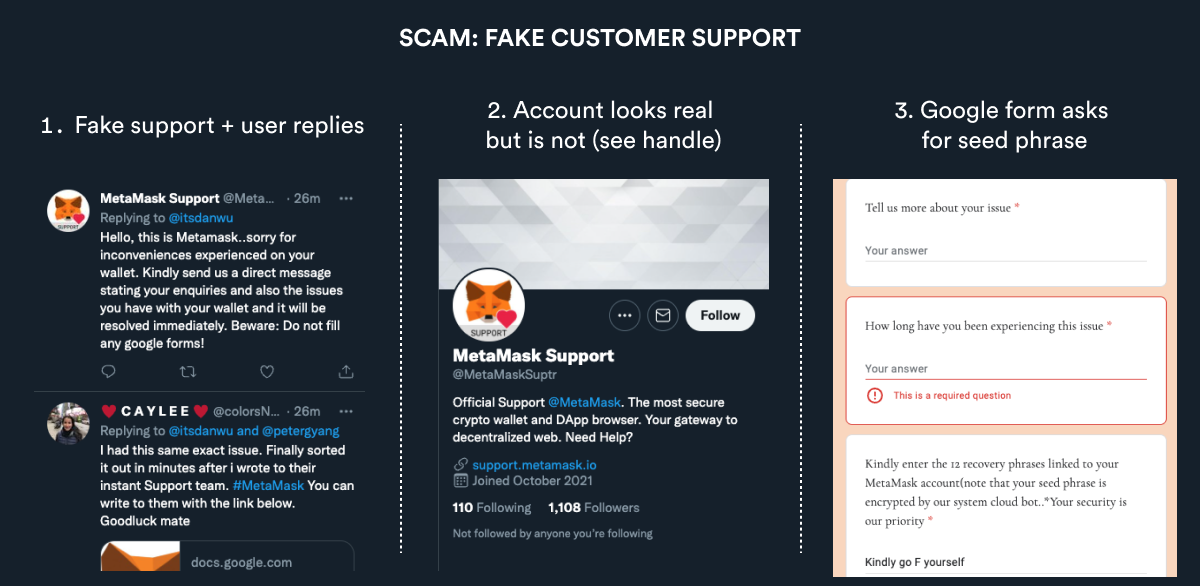 SCAM: FAKE CUSTOMER SUPPORT
1. Fake support + user replies
MetaMask Support @Meta... · 26m ···
Replying to @itsdanwu
Hello, this is Metamask..sorry for
inconveniences experienced on your
wallet. Kindly send us a direct message
stating your enquiries and also the issues
you have with your wallet and it will be
resolved immediately. Beware: Do not fill
any google forms!
SUPPORT
❤️ C A Y L E E ❤️ @colorsN... · 26m ···
Replying to @itsdanwu and @petergyang
I had this same exact issue. Finally sorted
it out in minutes after i wrote to their
instant Support team. #MetaMask You can
write to them with the link below.
Goodluck mate
docs.google.com
2. Account looks real
but is not (see handle)
SUPPORT
Follow
MetaMask Support
@MetaMaskSuptr
Official Support @MetaMask. The most secure
crypto wallet and DApp browser. Your gateway to
decentralized web. Need Help?
support.metamask.io
Joined October 2021
110 Following 1,108 Followers
Not followed by anyone you're following
3. Google form asks
for seed phrase
Tell us more about your issue *
Your answer
How long have you been experiencing this issue *
Your answer
This is a required question
Kindly enter the 12 recovery phrases linked to your
MetaMask account(note that your seed phrase is
encrypted by our system cloud bot..*Your security is
our priority *
Kindly go F yourself